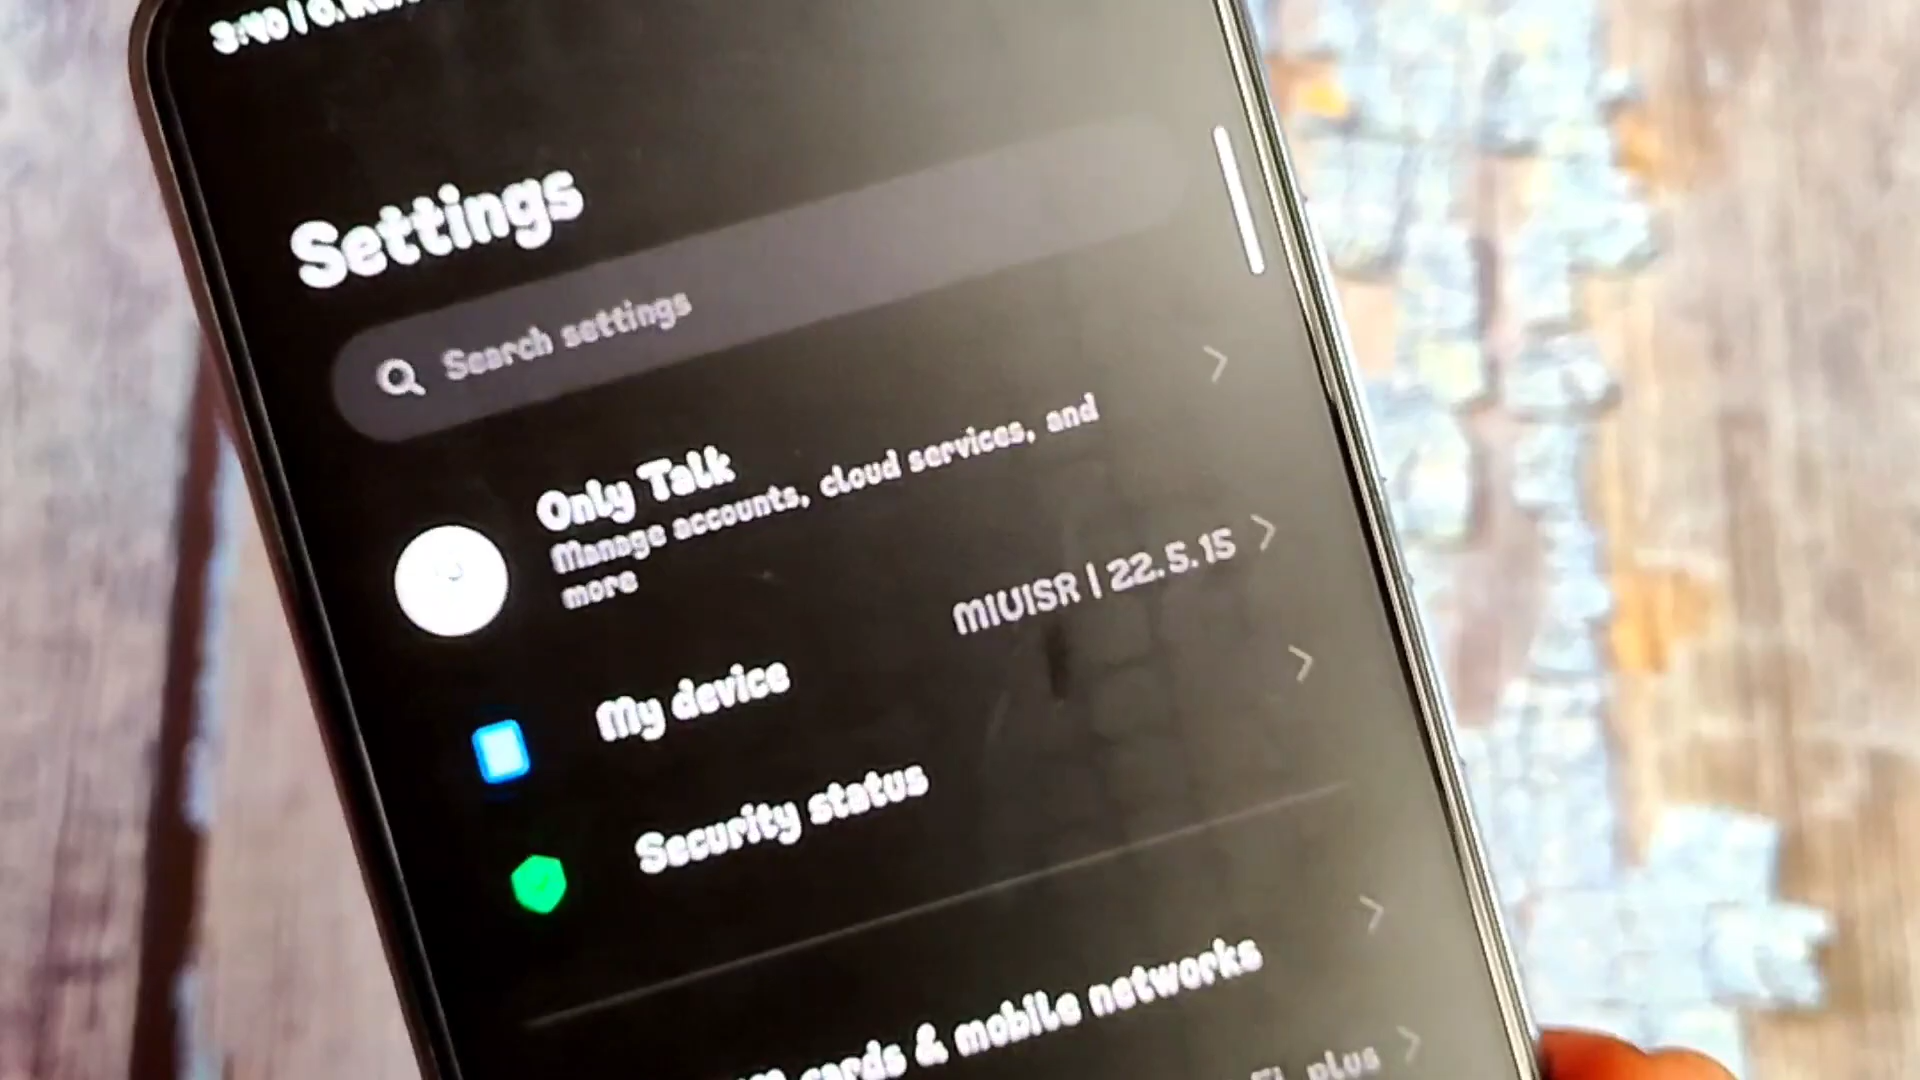 Settings
Search settings
Only Talk
Manage accounts, cloud services, and
more
My device
MIUISR | 22.5.15
Security status
cards & mobile networks
plus